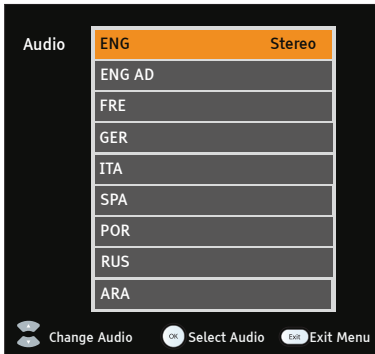 Audio ENG Stereo
ENG AD
FRE
GER
ITA
SPA
POR
RUS
ARA
Change Audio OK Select Audio Exit Exit Menu